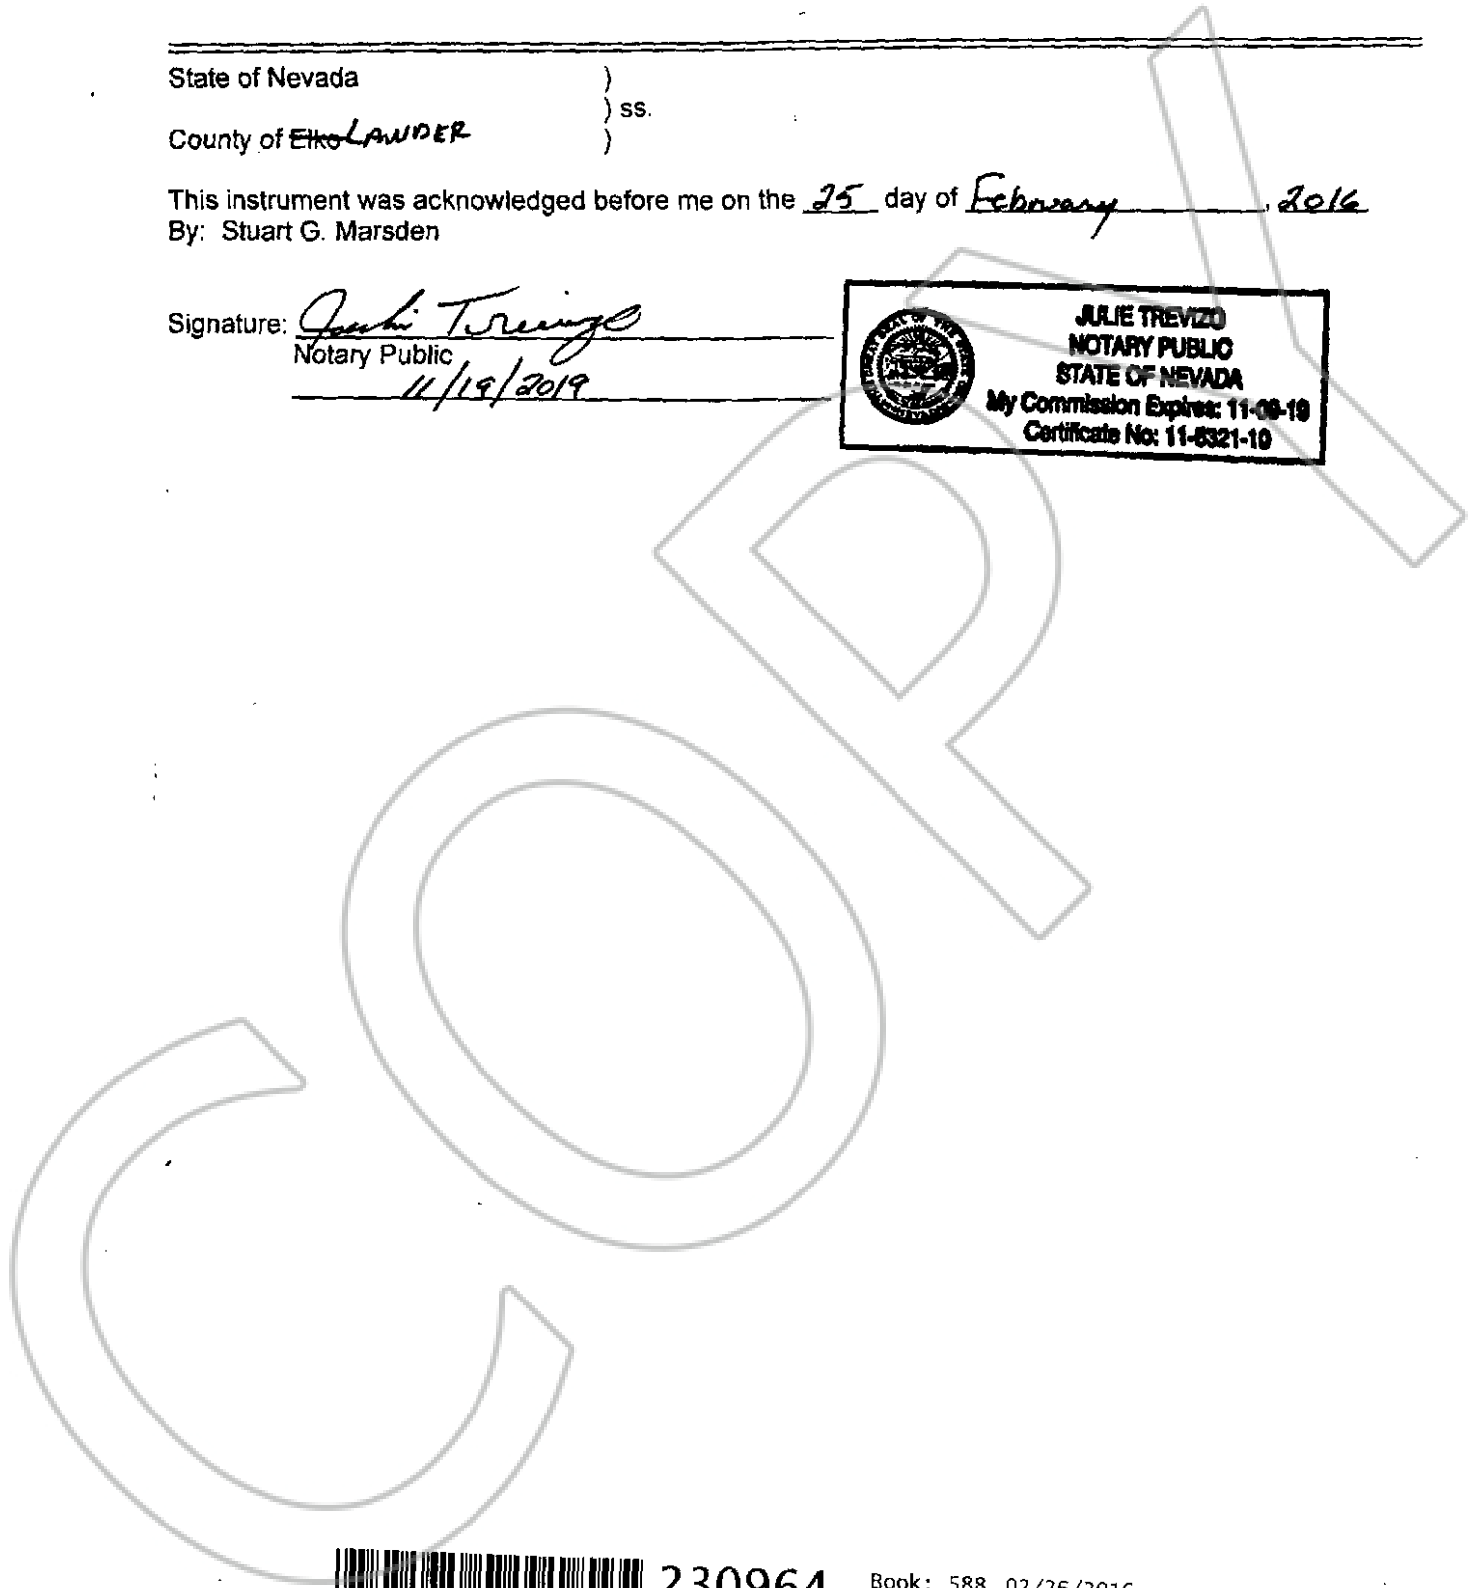 State of Nevada )
) ss.
County of Elko LANDER )
This instrument was acknowledged before me on the 25 day of February, 2016
By: Stuart G. Marsden
Signature: Julie Trevizo
Notary Public
11/19/2019
JULIE TREVIZO
NOTARY PUBLIC
STATE OF NEVADA
My Commission Expires: 11-09-19
Certificate No: 11-6321-10
COPY
230964 Book: 588 02/26/2016